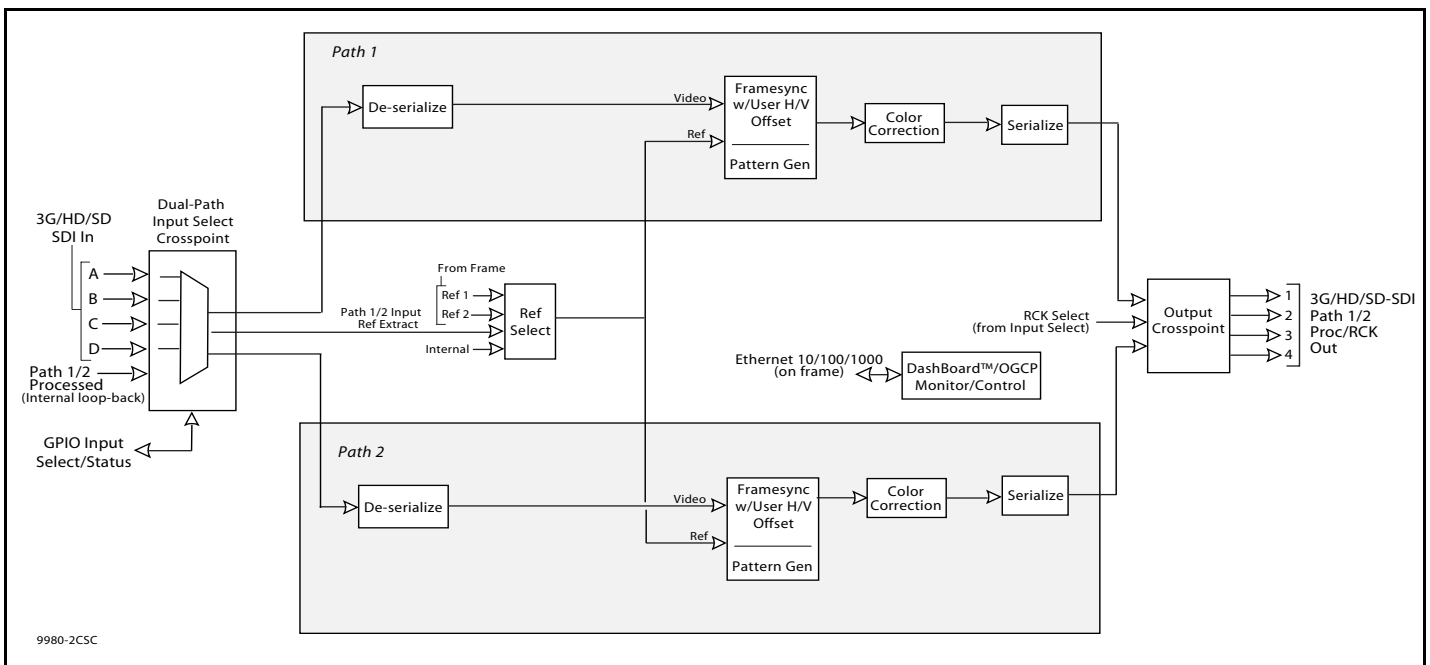 Path 1
De-serialize
Video
Ref
Framesync
w/User H/V
Offset
Pattern Gen
Color
Correction
Serialize
3G/HD/SD
SDI In
A
B
C
D
Path 1/2
Processed
(Internal loop-back)
Dual-Path
Input Select
Crosspoint
GPIO Input
Select/Status
From Frame
Ref 1
Ref 2
Path 1/2 Input
Ref Extract
Internal
Ref
Select
Ethernet 10/100/1000
(on frame)
DashBoard™/OGCP
Monitor/Control
RCK Select
(from Input Select)
Output
Crosspoint
1
2
3
4
3G/HD/SD-SDI
Path 1/2
Proc/RCK
Out
Path 2
De-serialize
Video
Ref
Framesync
w/User H/V
Offset
Pattern Gen
Color
Correction
Serialize
9980-2CSC